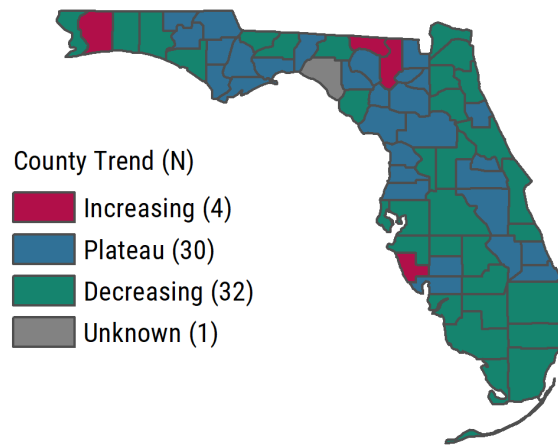 County Trend (N)
Increasing (4)
Plateau (30)
Decreasing (32)
Unknown (1)